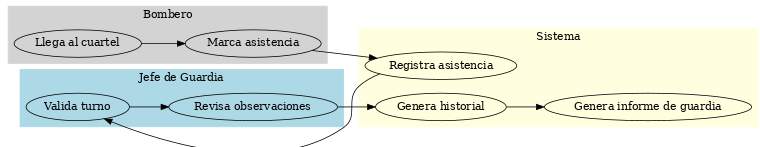 Bombero
Llega al cuartel
Marca asistencia
Sistema
Registra asistencia
Jefe de Guardia
Valida turno
Revisa observaciones
Genera historial
Genera informe de guardia